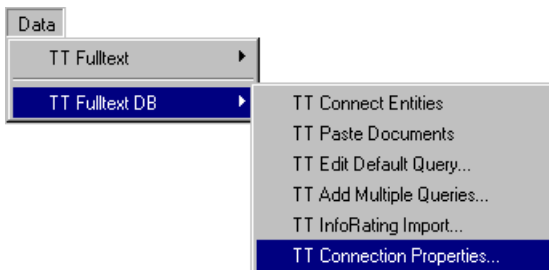 Data
TT Fulltext
TT Fulltext DB
TT Connect Entities
TT Paste Documents
TT Edit Default Query...
TT Add Multiple Queries...
TT InfoRating Import...
TT Connection Properties...